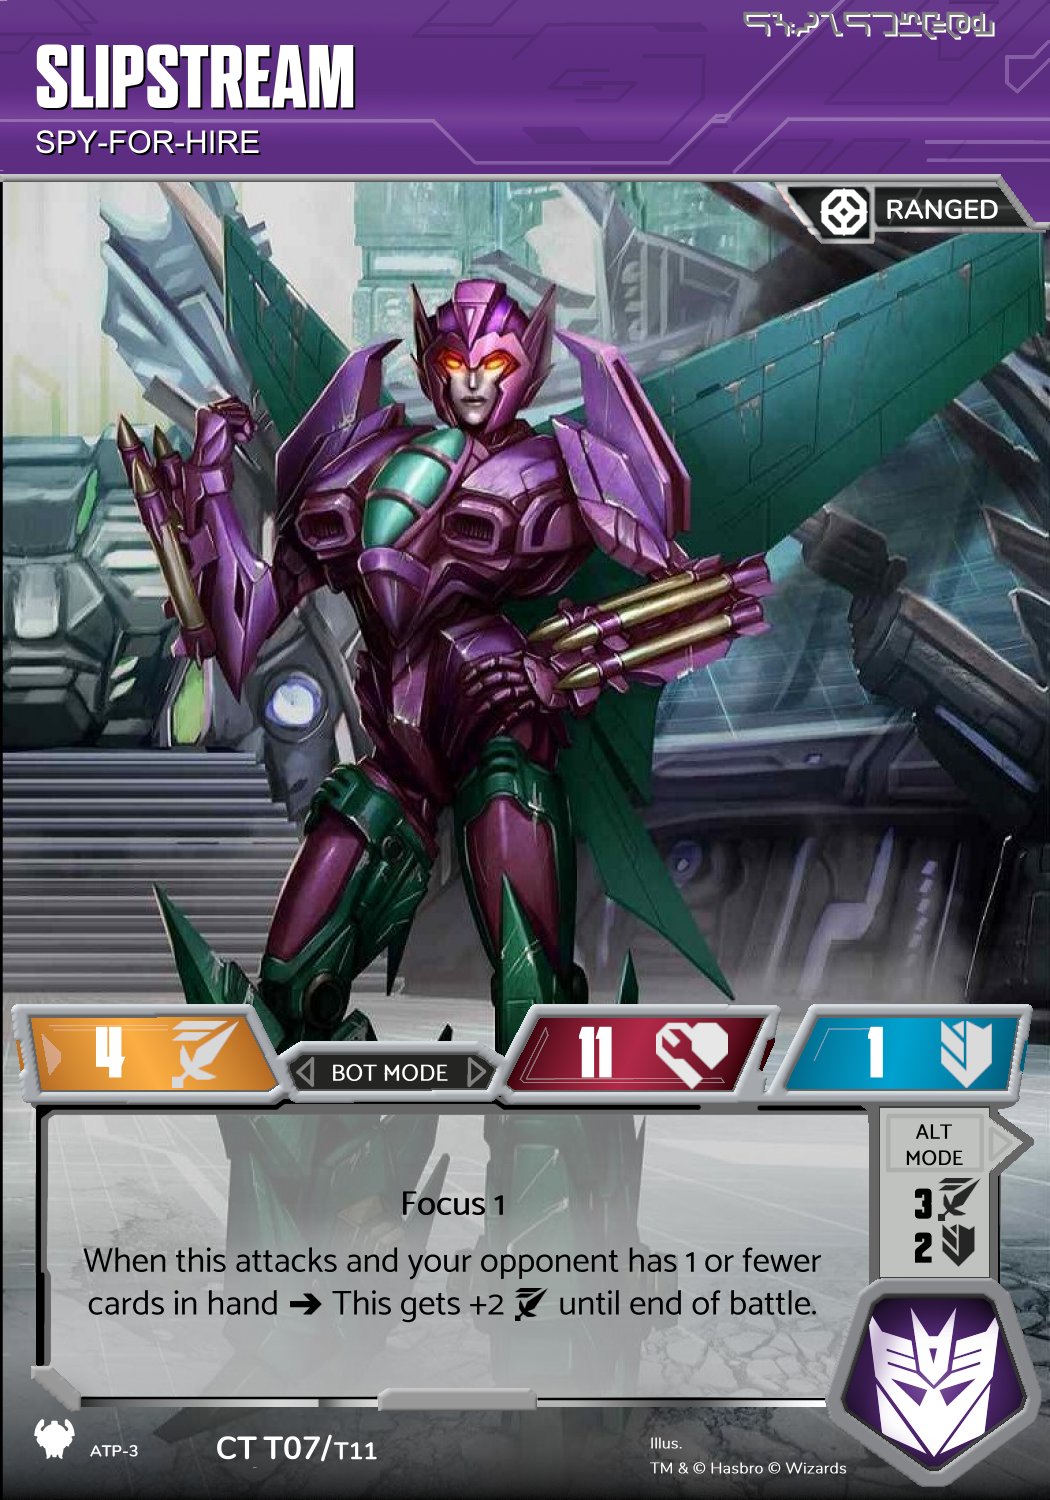 SLIPSTREAM
SPY-FOR-HIRE
RANGED
4
BOT MODE
11
1
ALT
MODE
3
2
Focus 1
When this attacks and your opponent has 1 or fewer
cards in hand → This gets +2 until end of battle.
ATP-3
CT T07/T11
Illus.
TM & © Hasbro © Wizards